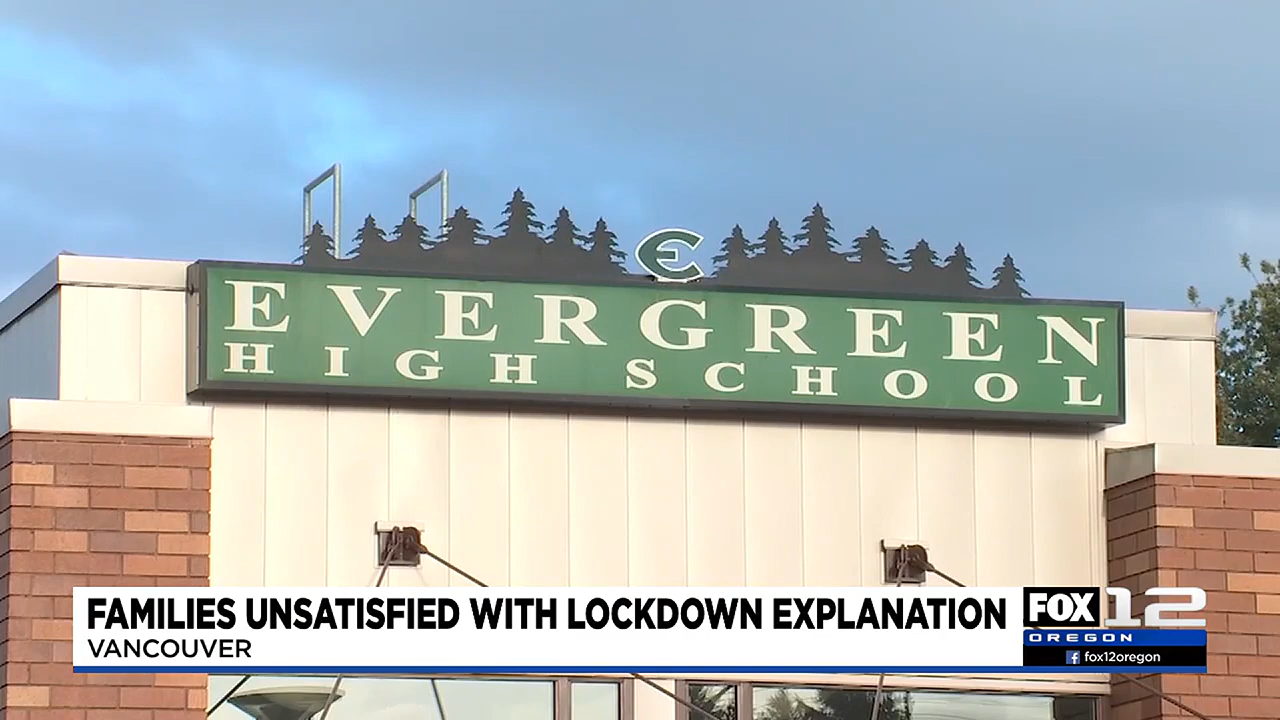 E
EVERGREEN
HIGH SCHOOL
FAMILIES UNSATISFIED WITH LOCKDOWN EXPLANATION
VANCOUVER
FOX 12
OREGON
fox12oregon